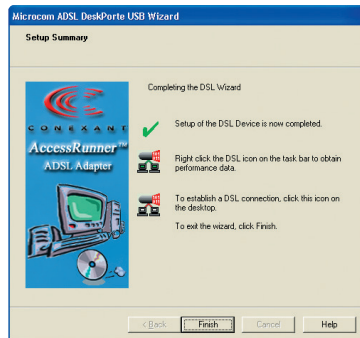 Microcom ADSL DeskPorte USB Wizard
Setup Summary
Completing the DSL Wizard
CONEXANT
AccessRunner™
ADSL Adapter
Setup of the DSL Device is now completed.
Right click the DSL icon on the task bar to obtain
performance data.
To establish a DSL connection, click this icon on
the desktop.
To exit the wizard, click Finish.
< Back
Finish
Cancel
Help